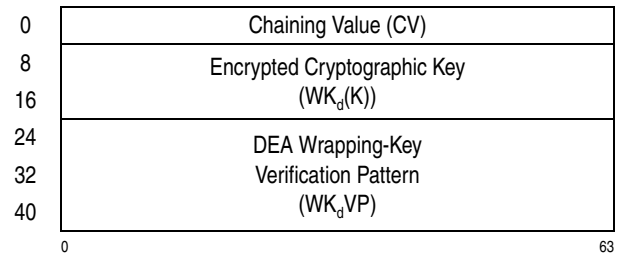 0 Chaining Value (CV)
8 Encrypted Cryptographic Key
16 (WKd(K))
24 DEA Wrapping-Key
32 Verification Pattern
40 (WKdVP)
0 63